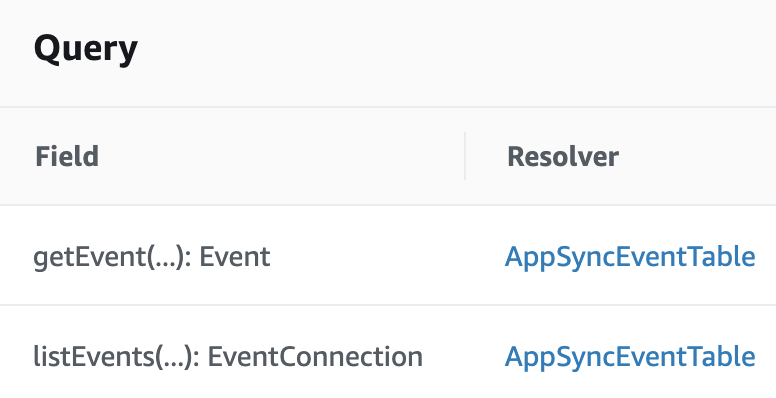 Query
Field Resolver
getEvent(...): Event AppSyncEventTable
listEvents(...): EventConnection AppSyncEventTable